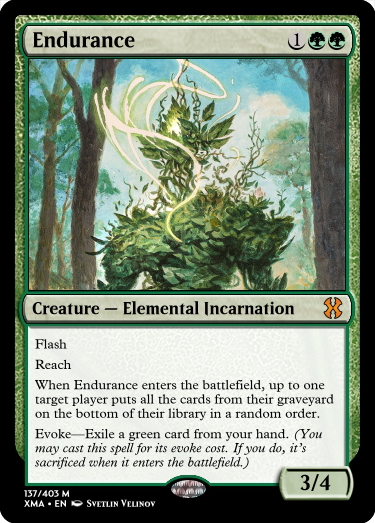 Endurance 1
Creature — Elemental Incarnation
Flash
Reach
When Endurance enters the battlefield, up to one
target player puts all the cards from their graveyard
on the bottom of their library in a random order.
Evoke—Exile a green card from your hand. (You
may cast this spell for its evoke cost. If you do, it's
sacrificed when it enters the battlefield.)
3/4
137/403 M
XMA • EN Svetlin Velinov